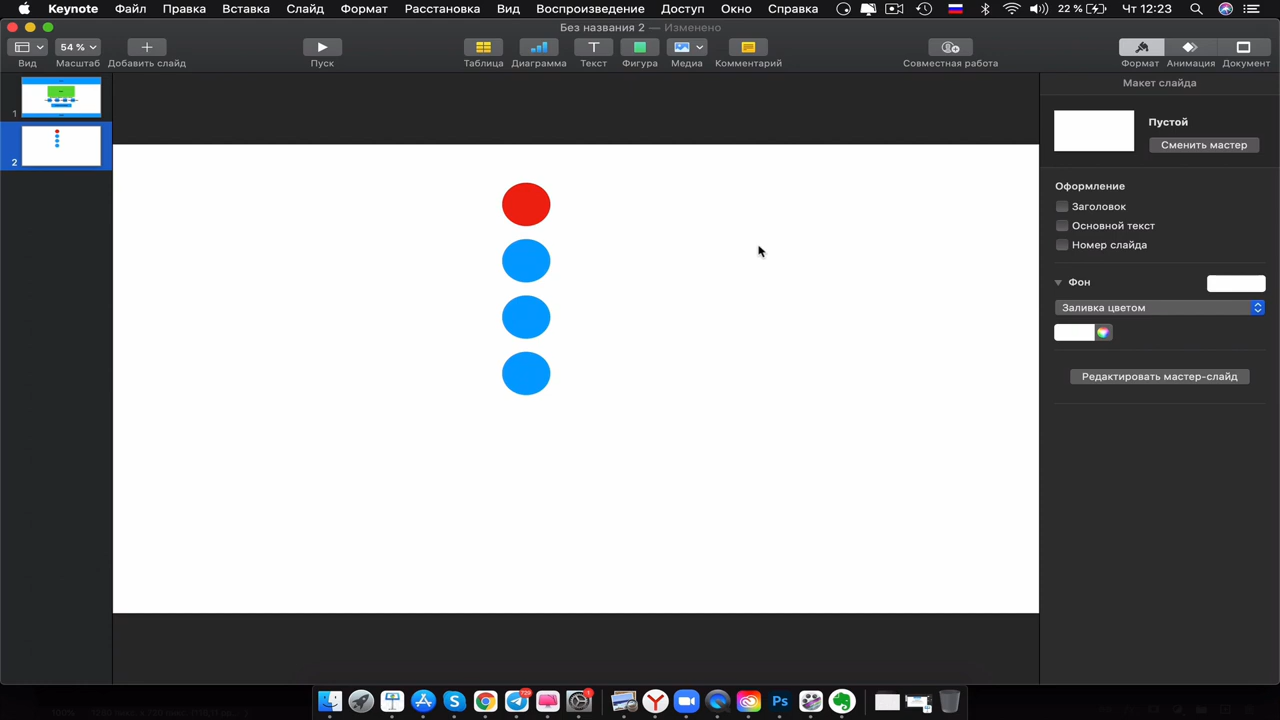 Keynote Файл Правка Вставка Слайд Формат Расстановка Вид Воспроизведение Доступ Окно Справка 22 % Чт 12:23
Без названия 2 — Изменено
54 %
Вид Масштаб Добавить слайд Пуск Таблица Диаграмма Текст Фигура Медиа Комментарий Совместная работа Формат Анимация Документ
Макет слайда
1
2
Пустой
Сменить мастер
Оформление
Заголовок
Основной текст
Номер слайда
Фон
Заливка цветом
Редактировать мастер-слайд
729
1